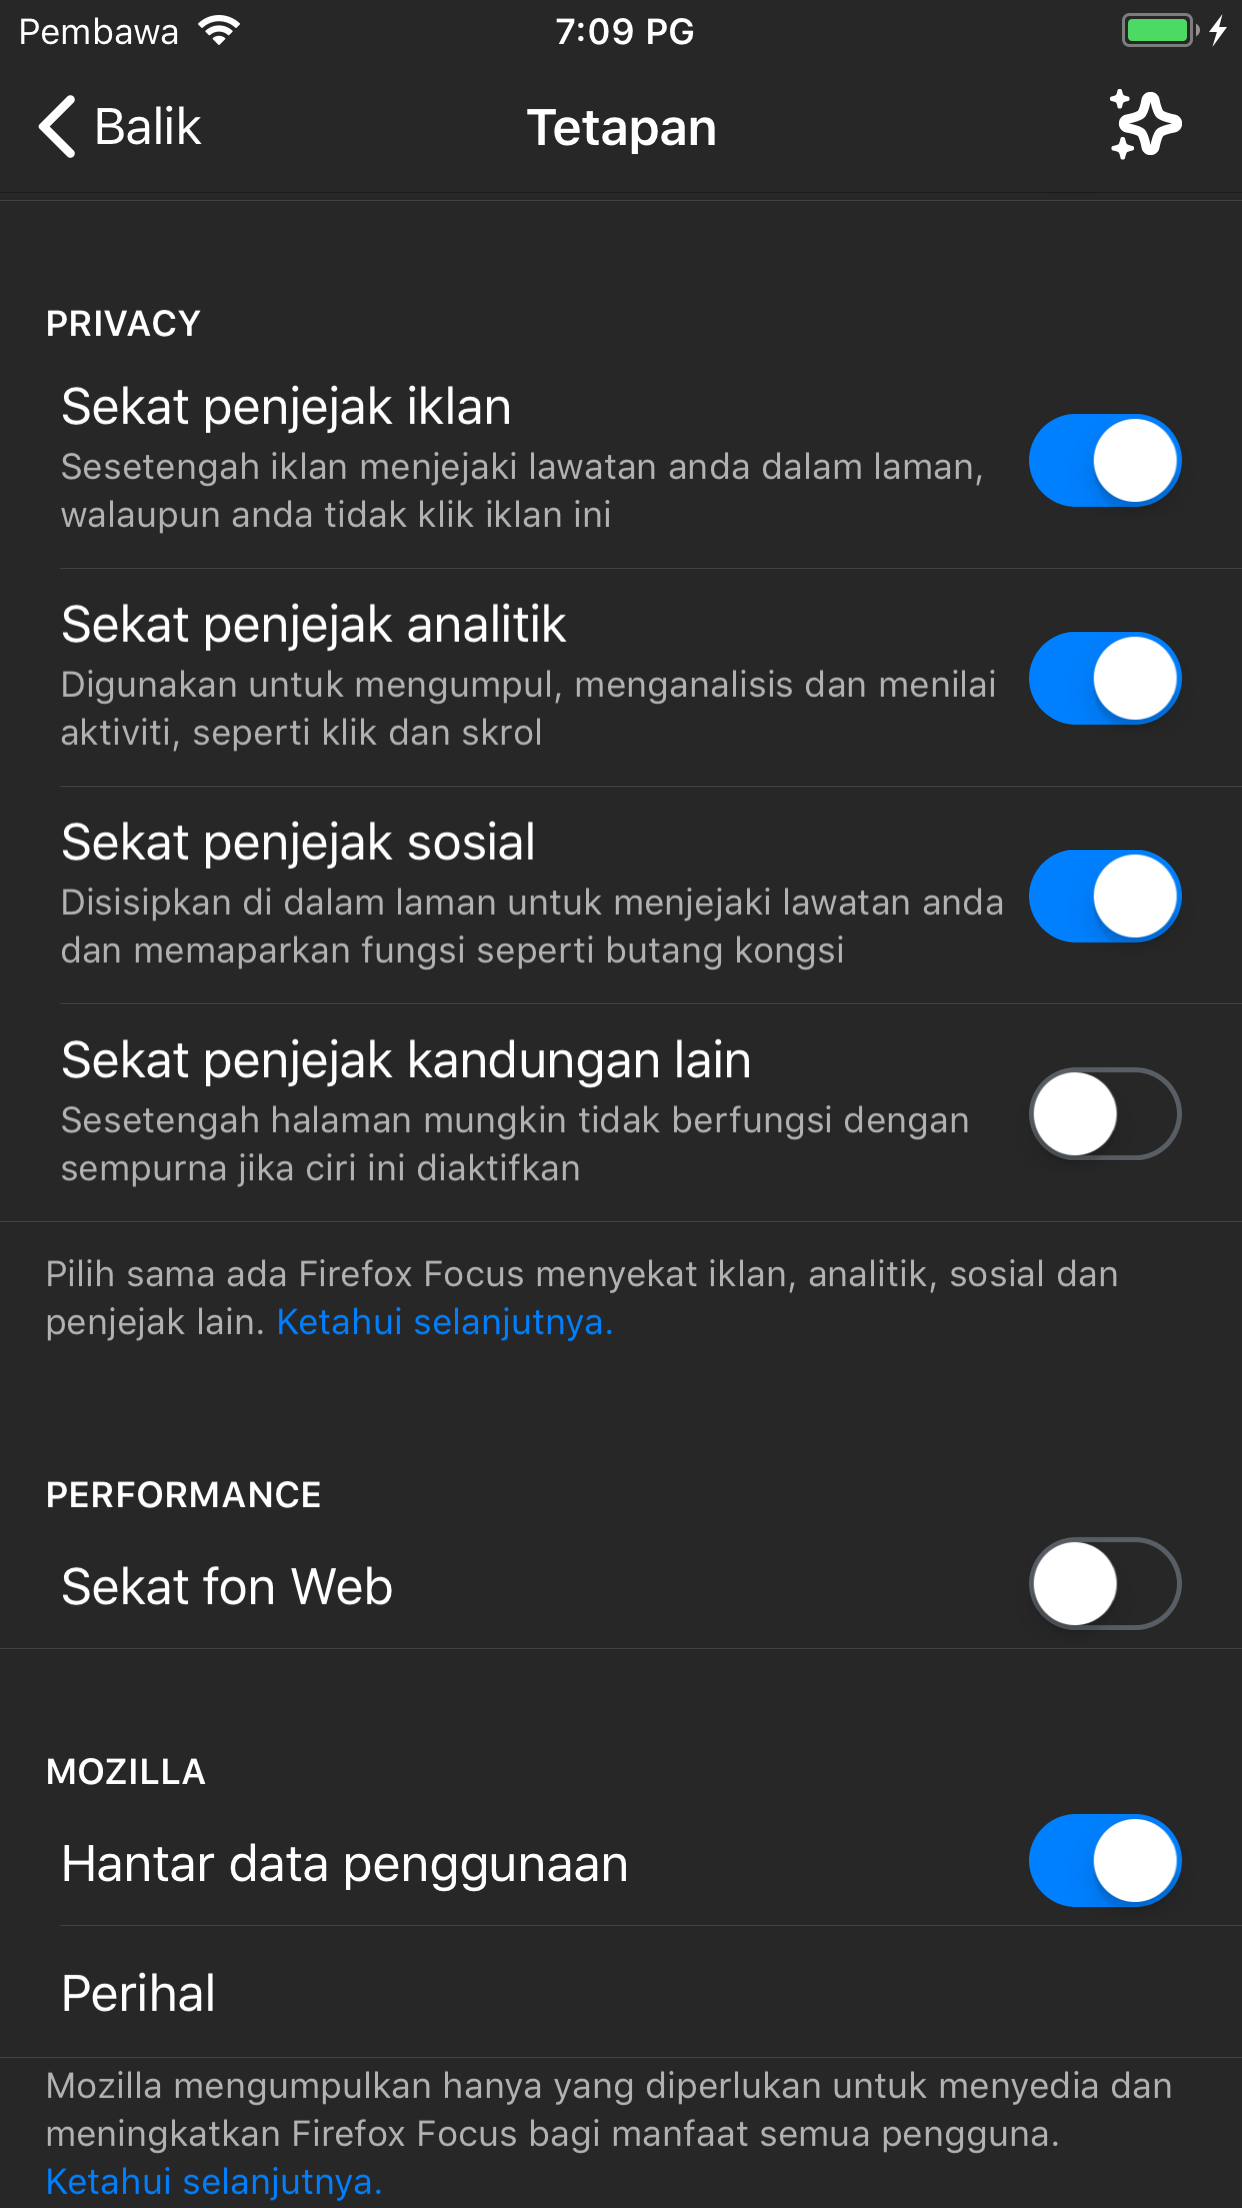 Pembawa
7:09 PG
Balik
Tetapan
PRIVACY
Sekat penjejak iklan
Sesetengah iklan menjejaki lawatan anda dalam laman,
walaupun anda tidak klik iklan ini
Sekat penjejak analitik
Digunakan untuk mengumpul, menganalisis dan menilai
aktiviti, seperti klik dan skrol
Sekat penjejak sosial
Disisipkan di dalam laman untuk menjejaki lawatan anda
dan memaparkan fungsi seperti butang kongsi
Sekat penjejak kandungan lain
Sesetengah halaman mungkin tidak berfungsi dengan
sempurna jika ciri ini diaktifkan
Pilih sama ada Firefox Focus menyekat iklan, analitik, sosial dan
penjejak lain. Ketahui selanjutnya.
PERFORMANCE
Sekat fon Web
MOZILLA
Hantar data penggunaan
Perihal
Mozilla mengumpulkan hanya yang diperlukan untuk menyedia dan
meningkatkan Firefox Focus bagi manfaat semua pengguna.
Ketahui selanjutnya.